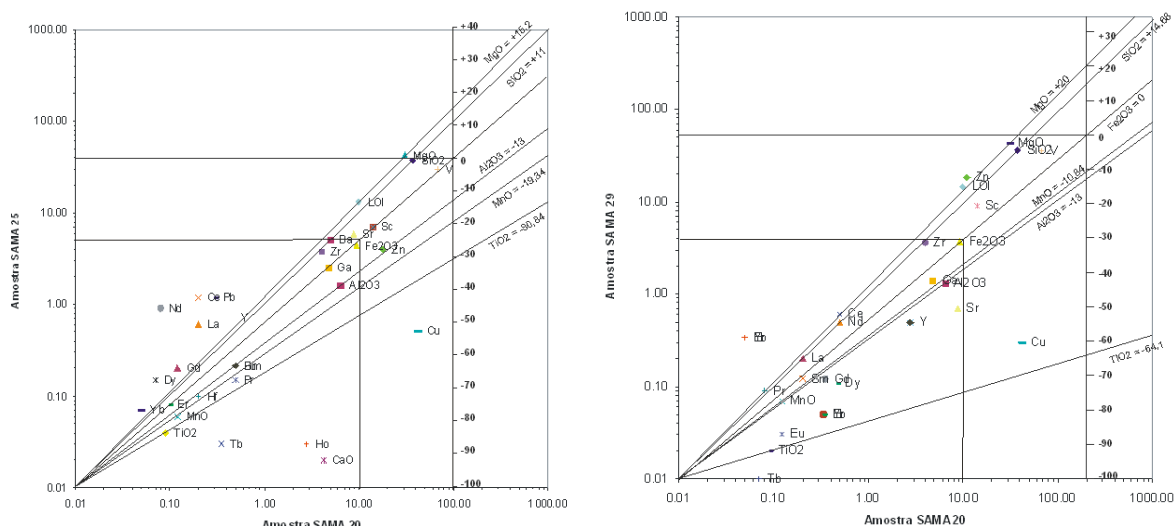 1000.00
100.00
10.00
1.00
0.10
0.01
Amostra SAMA 25
+40
+30
+20
+10
0
-10
-20
-30
-40
-50
-60
-70
-80
-90
-100
MgO = +15,2
SiO2 = +11
Al2O3 = -13
MnO = -19,34
TiO2 = -80,84
MgO
SiO2
V
LOI
Sc
Sr
Ba
Fe2O3
Zr
Zn
Ga
Al2O3
Ce
Pb
Nd
Y
La
Cu
Gd
Dy
Pr
Hf
Er
Yb
MnO
TiO2
Tb
Ho
CaO
0.01 0.10 1.00 10.00 100.00 1000.00
Amostra SAMA 20
1000.00
100.00
10.00
1.00
0.10
0.01
Amostra SAMA 29
+30
+20
+10
0
-10
-20
-30
-40
-50
-60
-70
-80
-90
-100
MgO = +20
SiO2 = +14,68
Fe2O3 = 0
MnO = -10,84
Al2O3 = -13
TiO2 = -64,1
MgO
SiO2 V
Zn
LOI
Sc
Zr
Fe2O3
Al2O3
Sr
Ce
Nd
Y
Cu
La
Sm
Gd
Dy
Pr
MnO
Eu
TiO2
Tb
0.01 0.10 1.00 10.00 100.00 1000.00
Amostra SAMA20